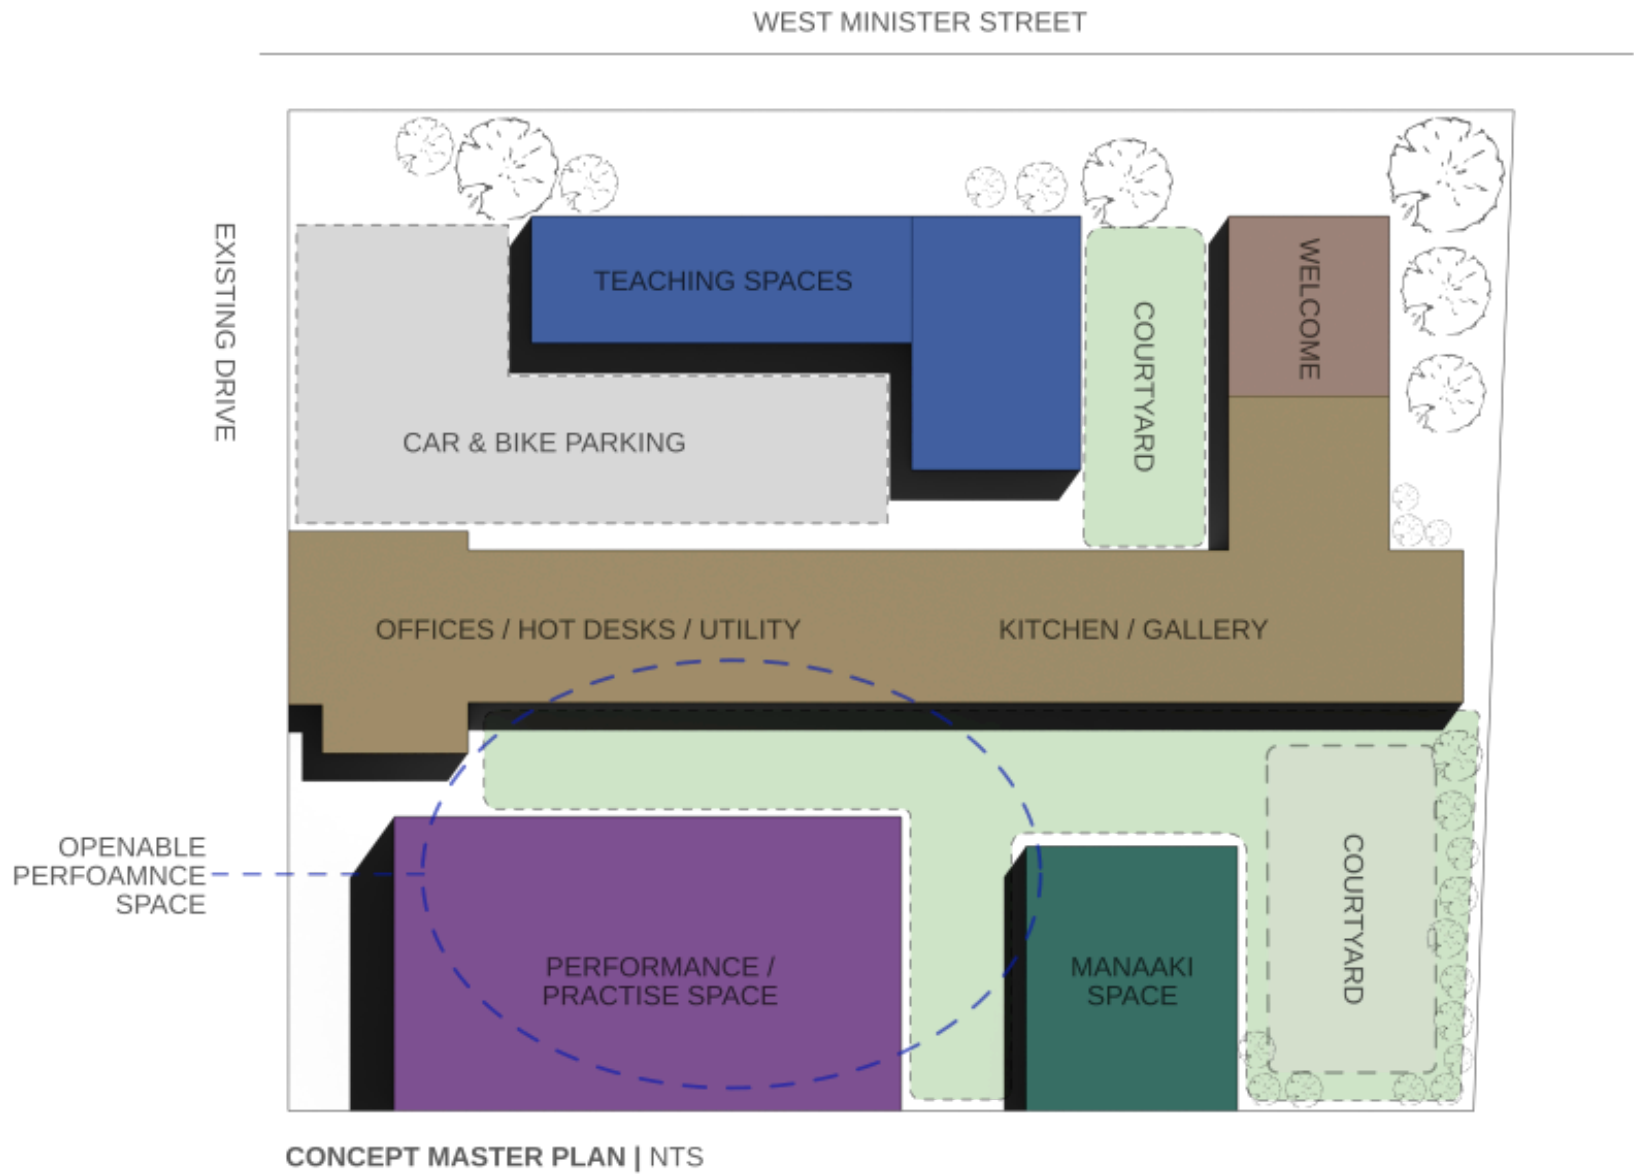 WEST MINISTER STREET
EXISTING DRIVE
TEACHING SPACES
COURTYARD
WELCOME
CAR & BIKE PARKING
OFFICES / HOT DESKS / UTILITY
KITCHEN / GALLERY
OPENABLE
PERFOAMNCE
SPACE
PERFORMANCE /
PRACTISE SPACE
MANAAKI
SPACE
COURTYARD
CONCEPT MASTER PLAN | NTS